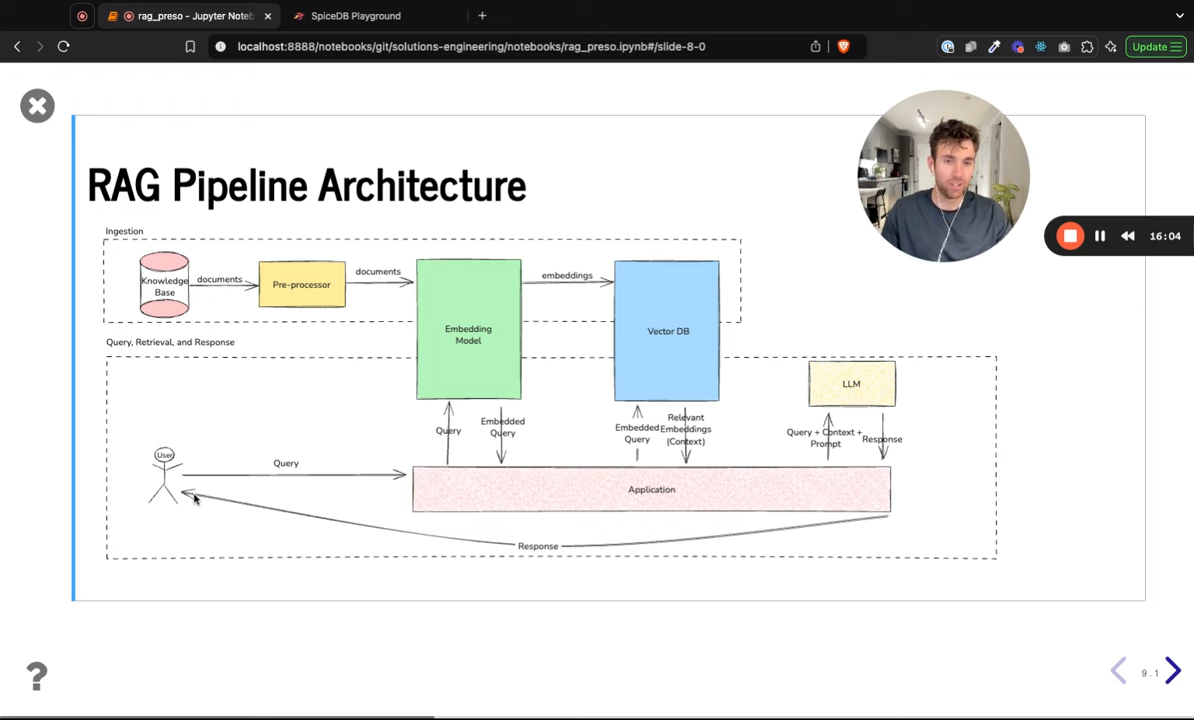 rag_preso - Jupyter Noteb
SpiceDB Playground
localhost:8888/notebooks/git/solutions-engineering/notebooks/rag_preso.ipynb#/slide-8-0
Update
RAG Pipeline Architecture
16:04
Ingestion
Knowledge
Base
documents
Pre-processor
documents
Embedding
Model
embeddings
Vector DB
Query, Retrieval, and Response
LLM
Query
Embedded
Query
Embedded
Query
Relevant
Embeddings
(Context)
Query + Context +
Prompt
Response
User
Query
Application
Response
?
9.1